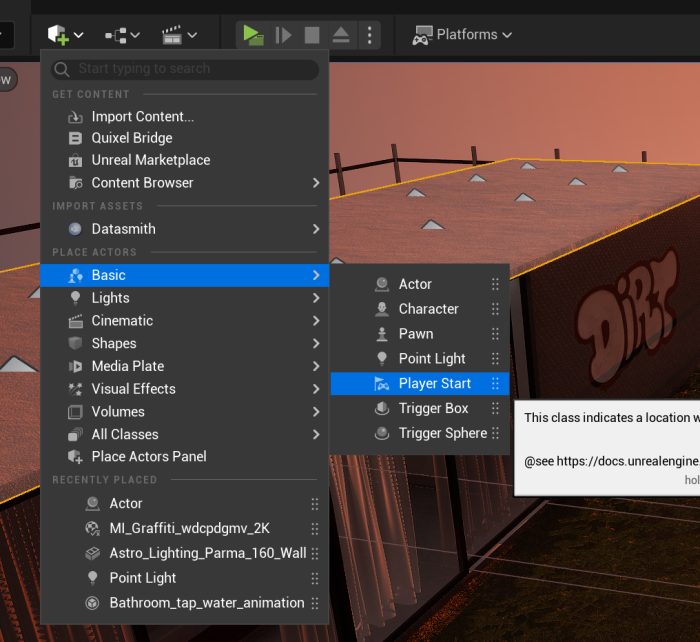 Platforms
w
Start typing to search
GET CONTENT
Import Content...
Quixel Bridge
Unreal Marketplace
Content Browser
IMPORT ASSETS
Datasmith
PLACE ACTORS
Basic
Lights
Cinematic
Shapes
Media Plate
Visual Effects
Volumes
All Classes
Place Actors Panel
RECENTLY PLACED
Actor
MI_Graffiti_wdcpdgmv_2K
Astro_Lighting_Parma_160_Wall
Point Light
Bathroom_tap_water_animation
Actor
Character
Pawn
Point Light
Player Start
Trigger Box
Trigger Sphere
This class indicates a location w
@see https://docs.unrealengine.
hol
DIRT